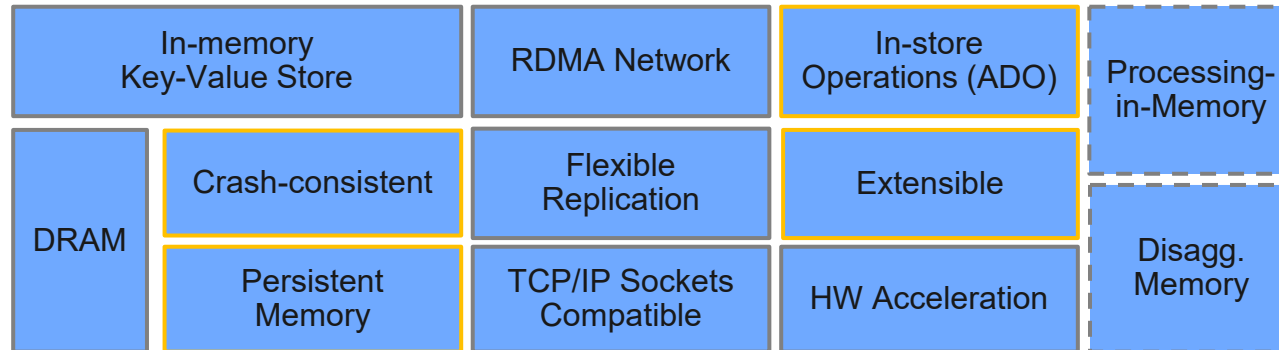 In-memory
Key-Value Store
RDMA Network
In-store
Operations (ADO)
Processing-
in-Memory
DRAM
Crash-consistent
Flexible
Replication
Extensible
Persistent
Memory
TCP/IP Sockets
Compatible
HW Acceleration
Disagg.
Memory